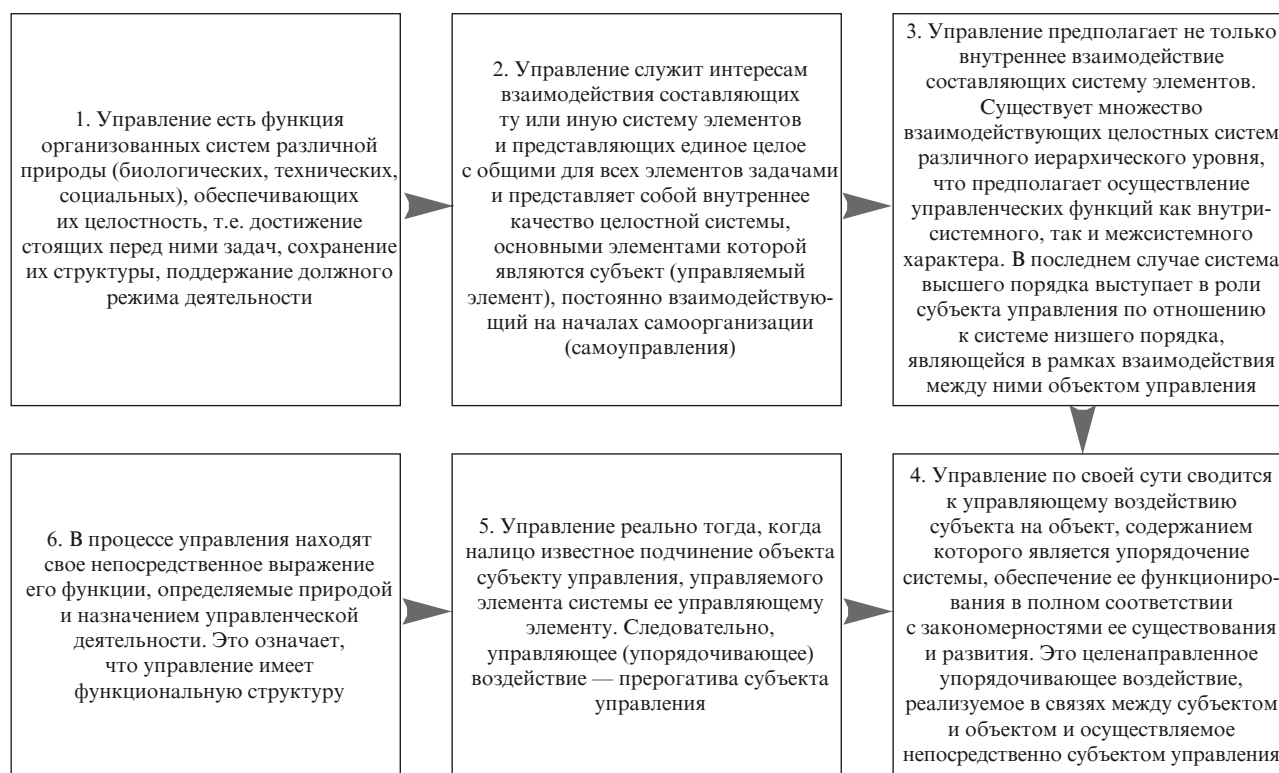 1. Управление есть функция
организованных систем различной
природы (биологических, технических,
социальных), обеспечивающих
их целостность, т.е. достижение
стоящих перед ними задач, сохранение
их структуры, поддержание должного
режима деятельности
2. Управление служит интересам
взаимодействия составляющих
ту или иную систему элементов
и представляющих единое целое
с общими для всех элементов задачами
и представляет собой внутреннее
качество целостной системы,
основными элементами которой
являются субъект (управляемый
элемент), постоянно взаимодействую-
щий на началах самоорганизации
(самоуправления)
3. Управление предполагает не только
внутреннее взаимодействие
составляющих систему элементов.
Существует множество
взаимодействующих целостных систем
различного иерархического уровня,
что предполагает осуществление
управленческих функций как внутри-
системного, так и межсистемного
характера. В последнем случае система
высшего порядка выступает в роли
субъекта управления по отношению
к системе низшего порядка,
являющейся в рамках взаимодействия
между ними объектом управления
4. Управление по своей сути сводится
к управляющему воздействию
субъекта на объект, содержанием
которого является упорядочение
системы, обеспечение ее функциониро-
вания в полном соответствии
с закономерностями ее существования
и развития. Это целенаправленное
упорядочивающее воздействие,
реализуемое в связях между субъектом
и объектом и осуществляемое
непосредственно субъектом управления
5. Управление реально тогда, когда
налицо известное подчинение объекта
субъекту управления, управляемого
элемента системы ее управляющему
элементу. Следовательно,
управляющее (упорядочивающее)
воздействие — прерогатива субъекта
управления
6. В процессе управления находят
свое непосредственное выражение
его функции, определяемые природой
и назначением управленческой
деятельности. Это означает,
что управление имеет
функциональную структуру